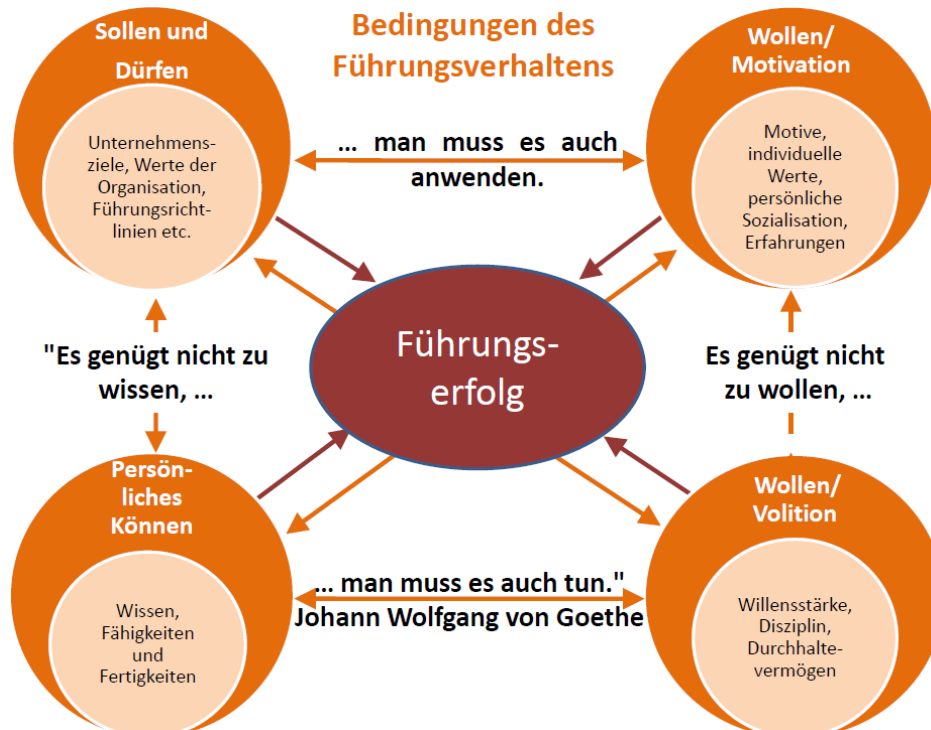 Bedingungen des
Führungsverhaltens
Sollen und
Dürfen
Unternehmens-
ziele, Werte der
Organisation,
Führungsricht-
linien etc.
... man muss es auch
anwenden.
Wollen/
Motivation
Motive,
individuelle
Werte,
persönliche
Sozialisation,
Erfahrungen
"Es genügt nicht zu
wissen, ...
Führungs-
erfolg
Es genügt nicht
zu wollen, ...
Persön-
liches
Können
Wissen,
Fähigkeiten
und
Fertigkeiten
... man muss es auch tun."
Johann Wolfgang von Goethe
Wollen/
Volition
Willensstärke,
Disziplin,
Durchhalte-
vermögen